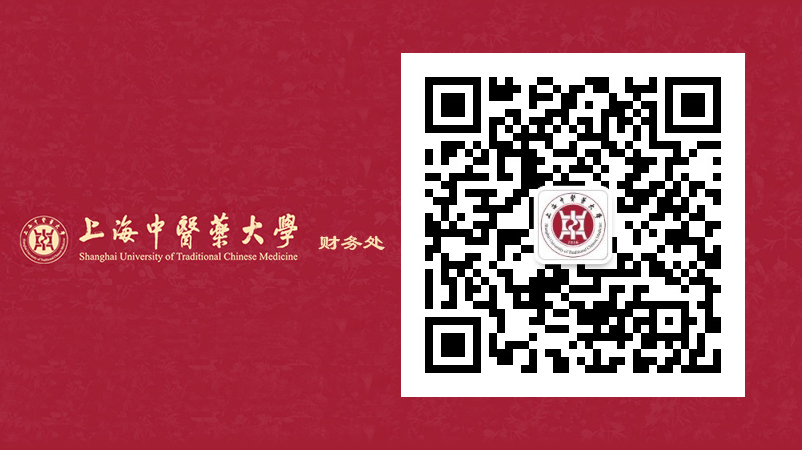 上海中醫藥大學
Shanghai University of Traditional Chinese Medicine
财务处